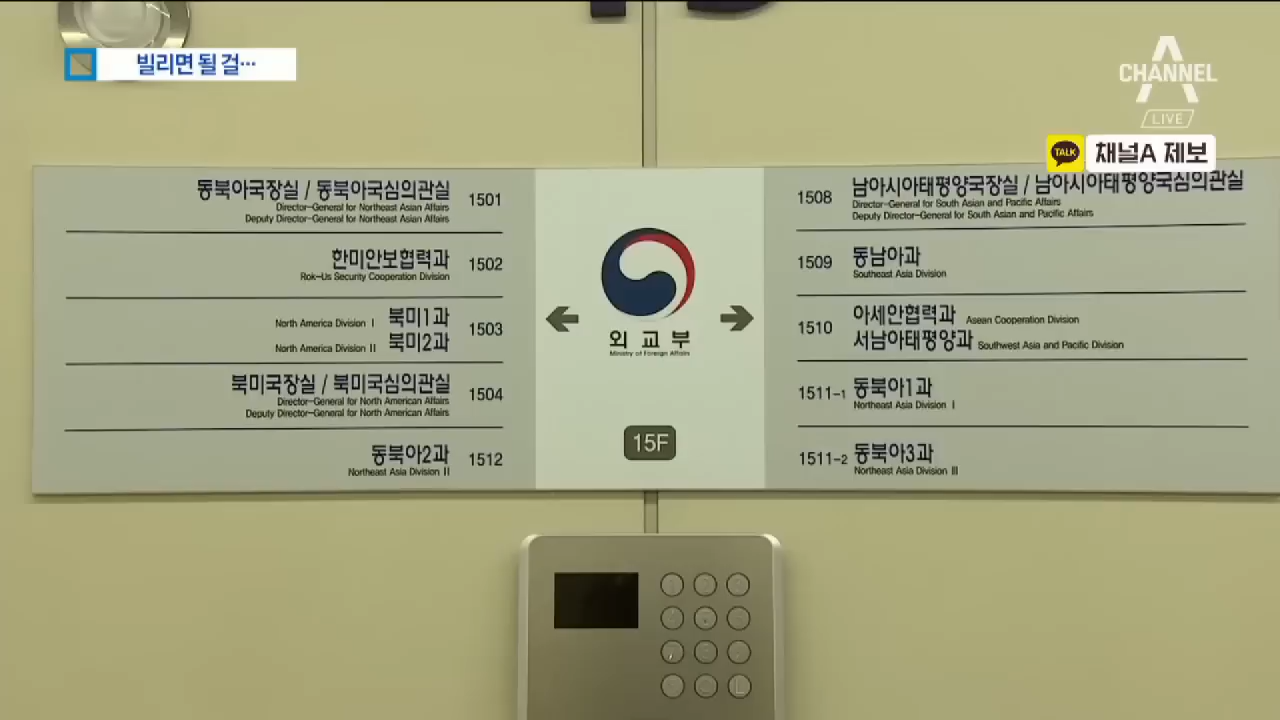 빌리면 될 걸…
CHANNEL A
LIVE
TALK 채널A 제보
동북아국장실 / 동북아국심의관실 1501
Director-General for Northeast Asian Affairs
Deputy Director-General for Northeast Asian Affairs
한미안보협력과 1502
Rok-Us Security Cooperation Division
North America Division Ⅰ 북미1과 1503
North America Division Ⅱ 북미2과
북미국장실 / 북미국심의관실 1504
Director-General for North American Affairs
Deputy Director-General for North American Affairs
동북아2과 1512
Northeast Asia Division Ⅱ
외교부
Ministry of Foreign Affairs
15F
1508 남아시아태평양국장실 / 남아시아태평양국심의관실
Director-General for South Asian and Pacific Affairs
Deputy Director-General for South Asian and Pacific Affairs
1509 동남아과
Southeast Asia Division
1510 아세안협력과 Asean Cooperation Division
서남아태평양과 Southwest Asia and Pacific Division
1511-1 동북아1과
Northeast Asia Division Ⅰ
1511-2 동북아3과
Northeast Asia Division Ⅲ